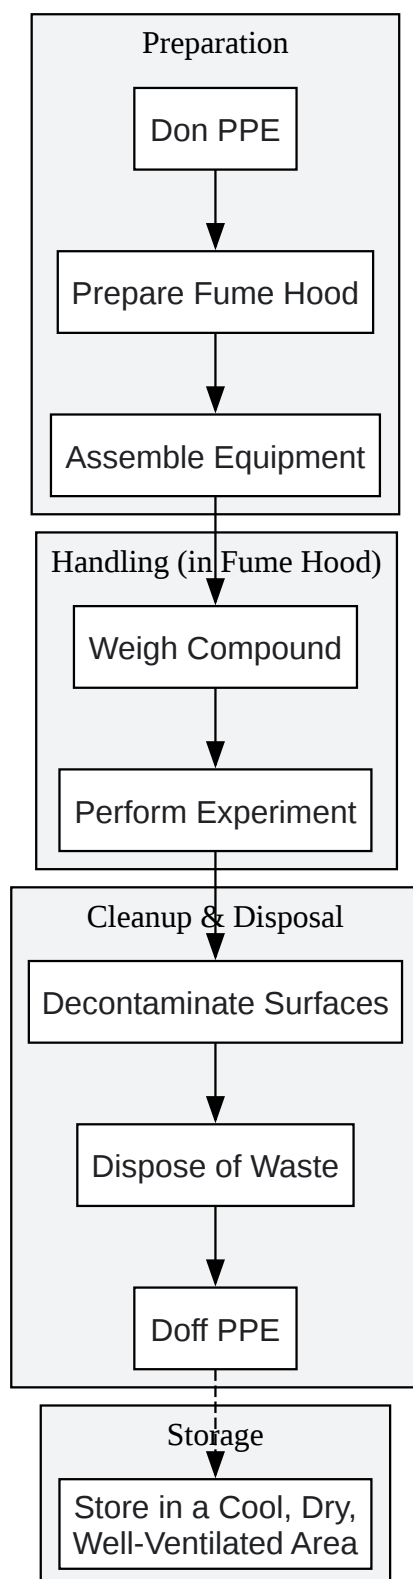 Preparation
Don PPE
Prepare Fume Hood
Assemble Equipment
Handling (in Fume Hood)
Weigh Compound
Perform Experiment
Cleanup & Disposal
Decontaminate Surfaces
Dispose of Waste
Doff PPE
Storage
Store in a Cool, Dry,
Well-Ventilated Area